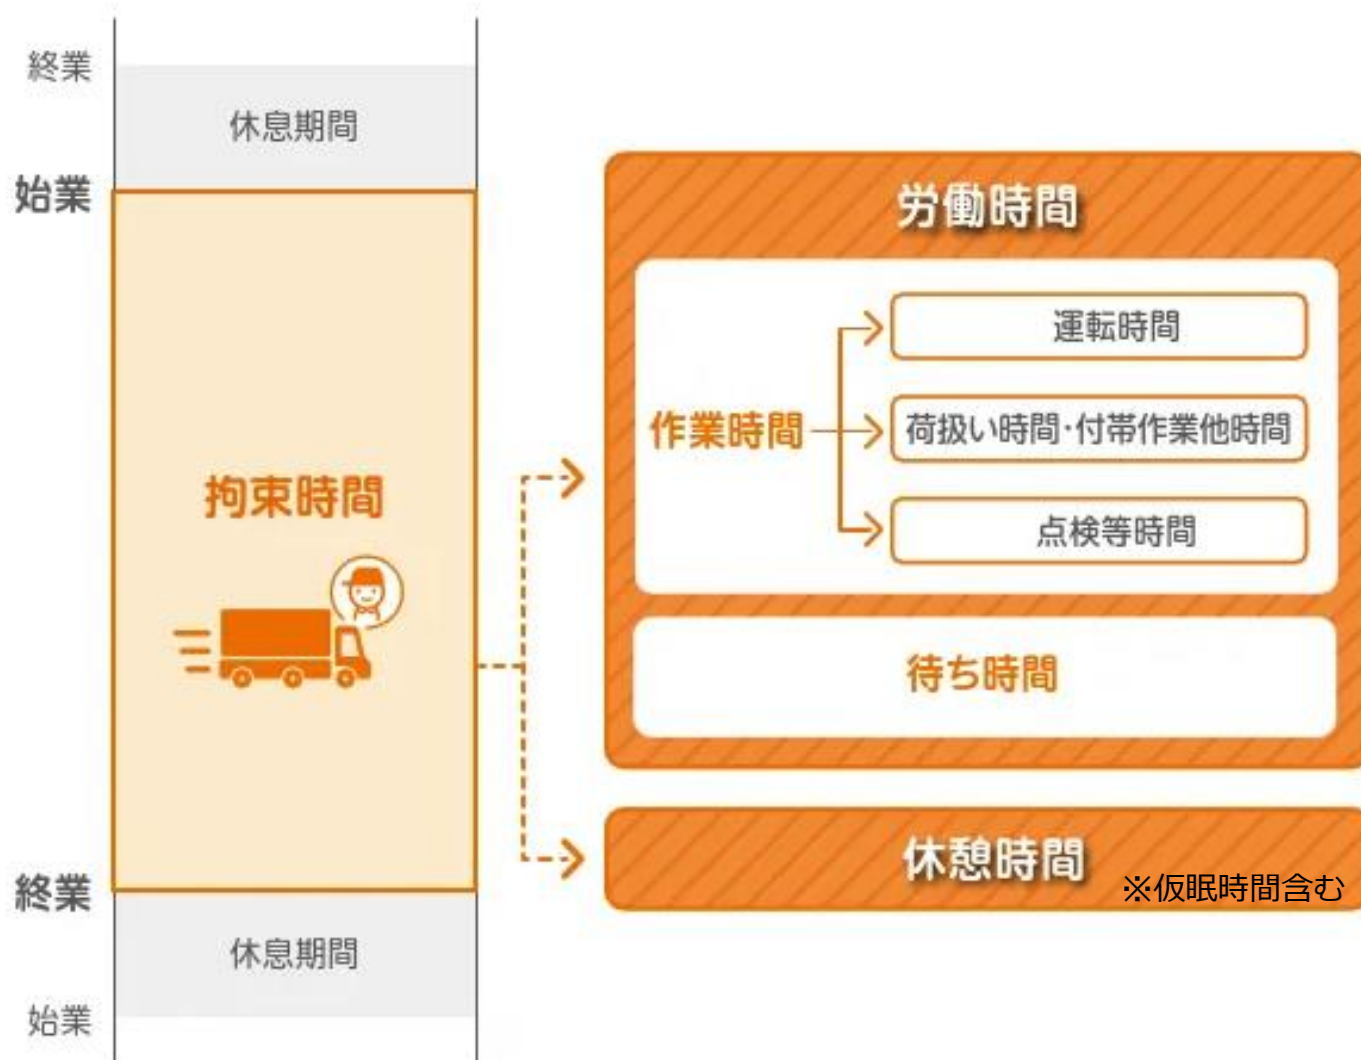 終業
休息期間
始業
拘束時間
終業
休息期間
始業
労働時間
作業時間
運転時間
荷扱い時間・付帯作業他時間
点検等時間
待ち時間
休憩時間
※仮眠時間含む